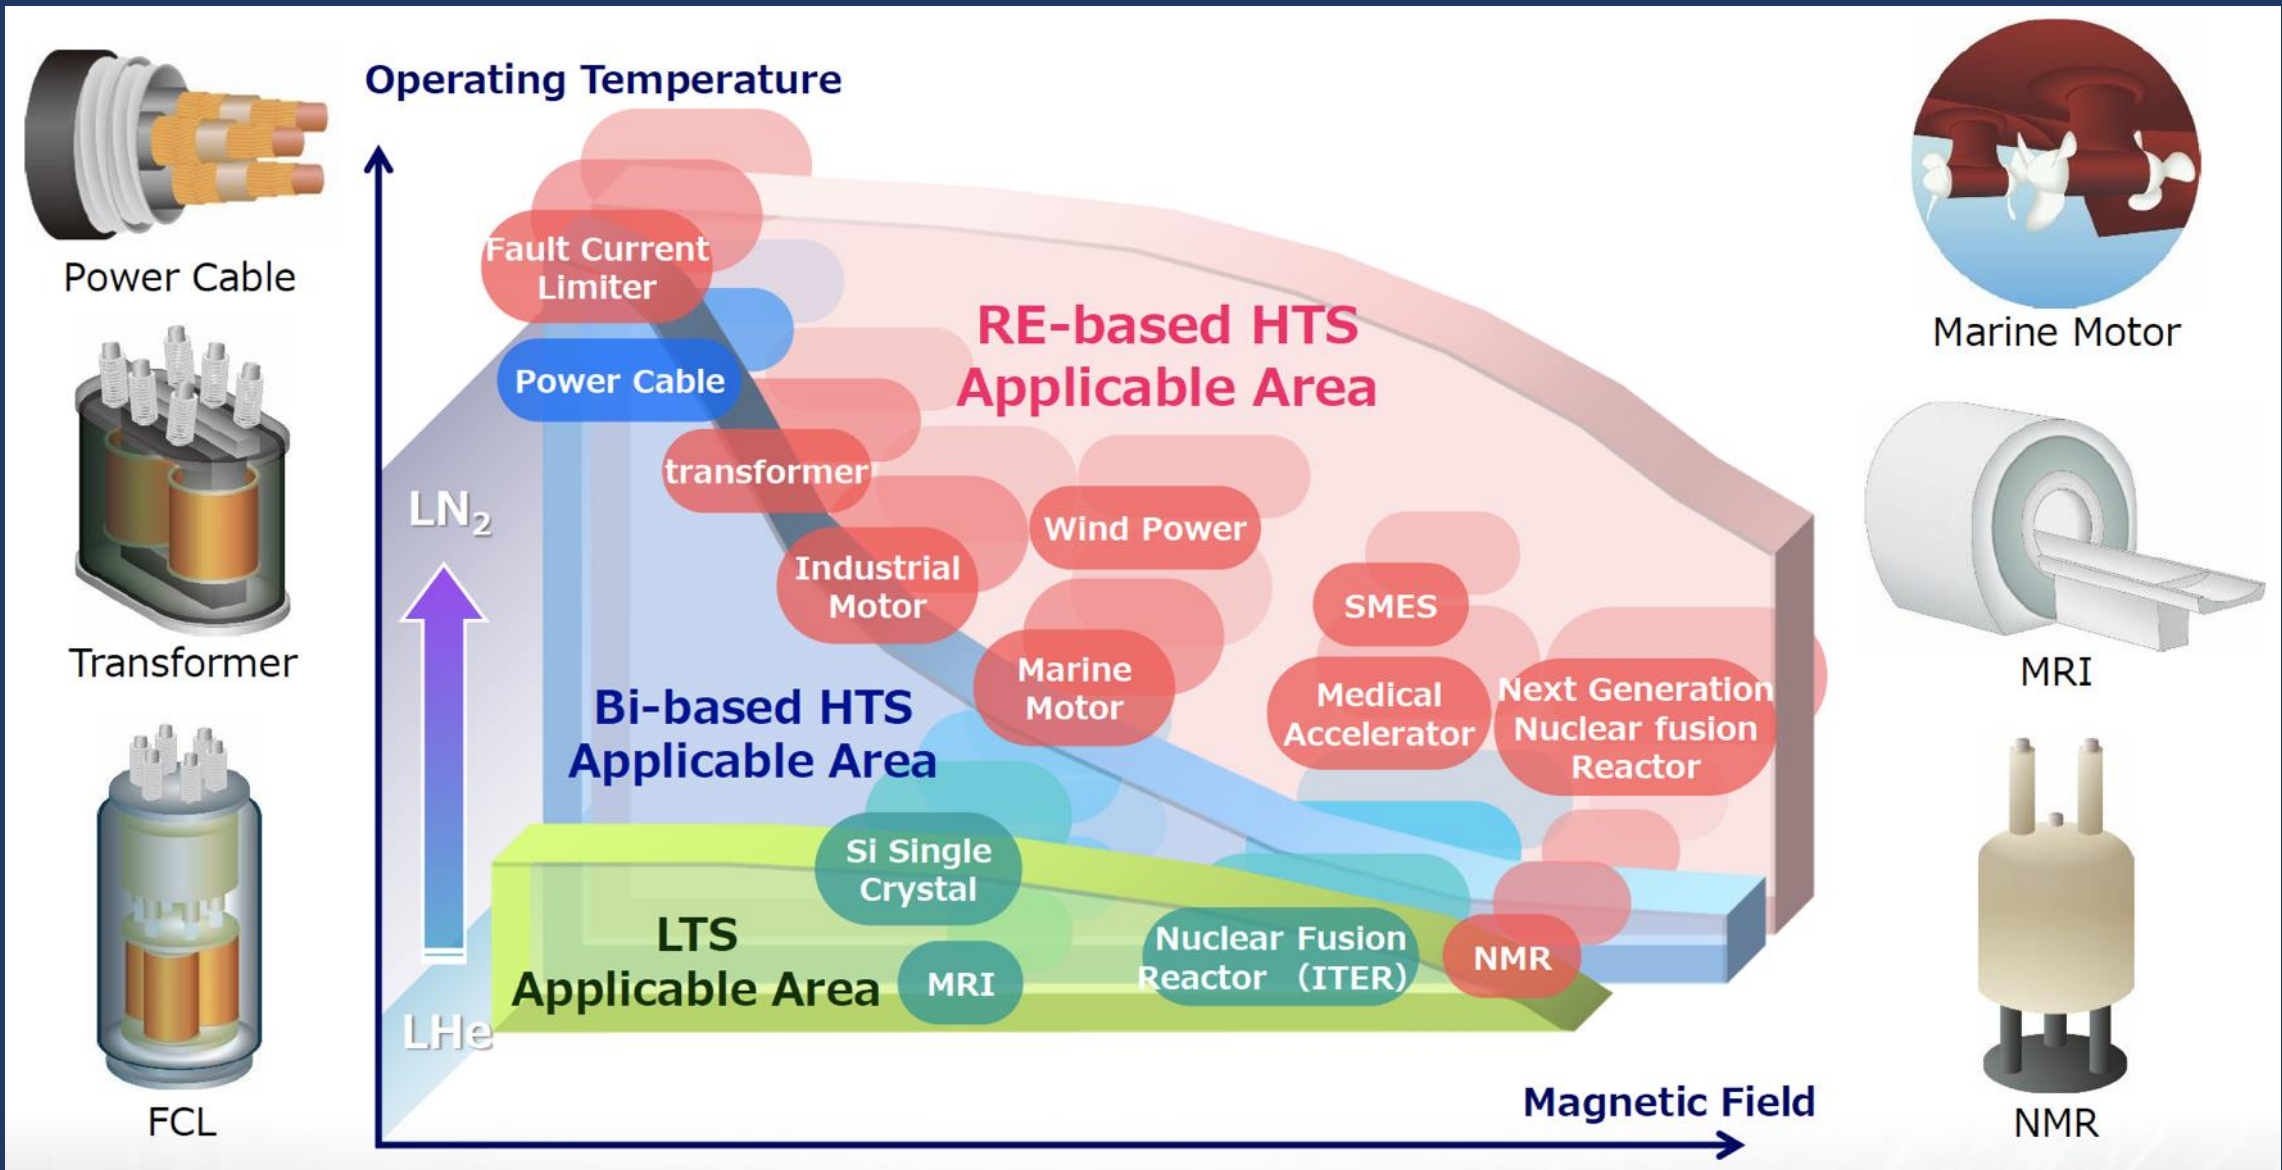 Operating Temperature
Power Cable
Transformer
FCL
Fault Current
Limiter
Power Cable
transformer
Industrial
Motor
Wind Power
Marine
Motor
SMES
Medical
Accelerator
Next Generation
Nuclear fusion
Reactor
RE-based HTS
Applicable Area
Bi-based HTS
Applicable Area
LN₂
LHe
Si Single
Crystal
LTS
Applicable Area
MRI
Nuclear Fusion
Reactor （ITER）
NMR
Magnetic Field
Marine Motor
MRI
NMR